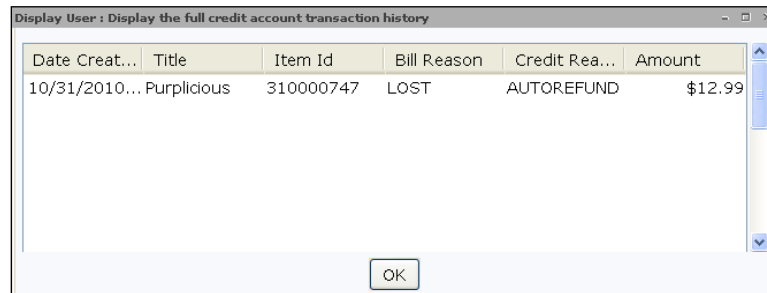 Display User : Display the full credit account transaction history
Date Creat... Title Item Id Bill Reason Credit Rea... Amount
10/31/2010... Purplicious 310000747 LOST AUTOREFUND $12.99
OK